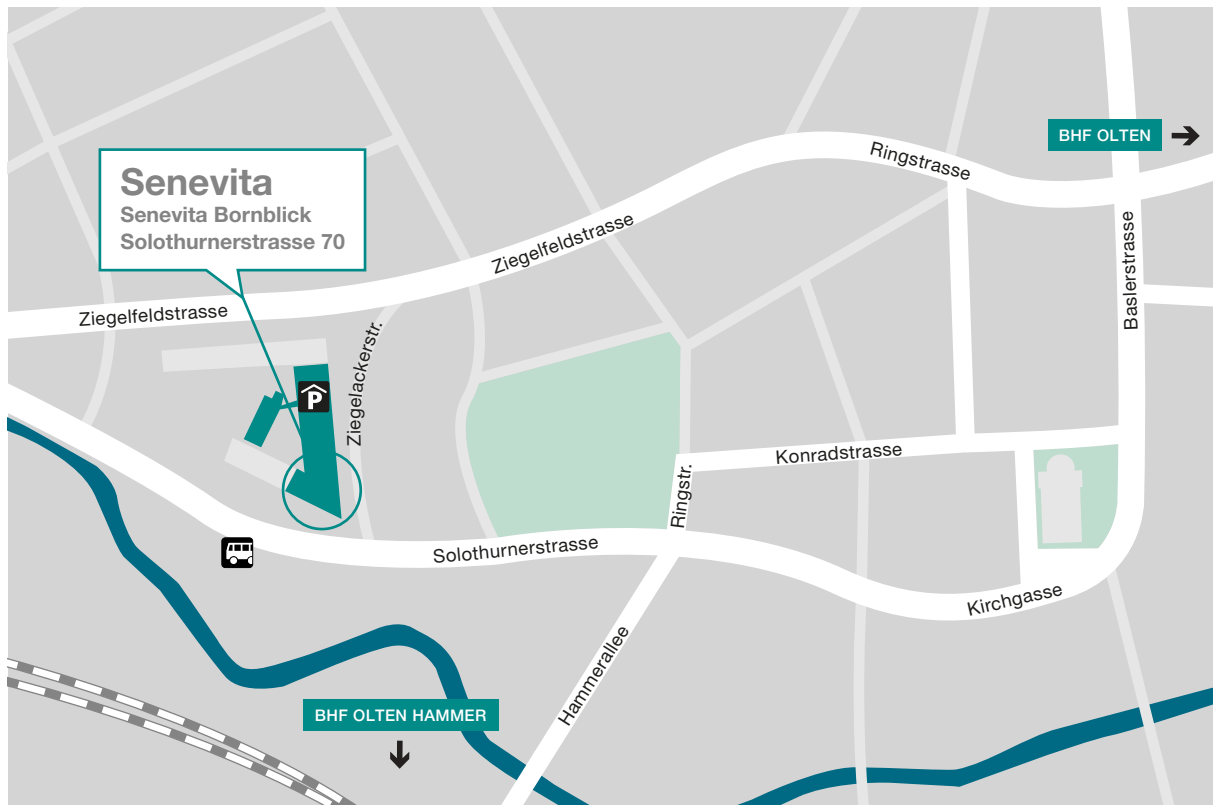 BHF OLTEN
Ringstrasse
Senevita
Senevita Bornblick
Solothurnerstrasse 70
Ziegelfeldstrasse
Baslerstrasse
Ziegelfeldstrasse
Ziegelackerstr.
P
Konradstrasse
Ringstr.
Solothurnerstrasse
Kirchgasse
Hammerallee
BHF OLTEN HAMMER